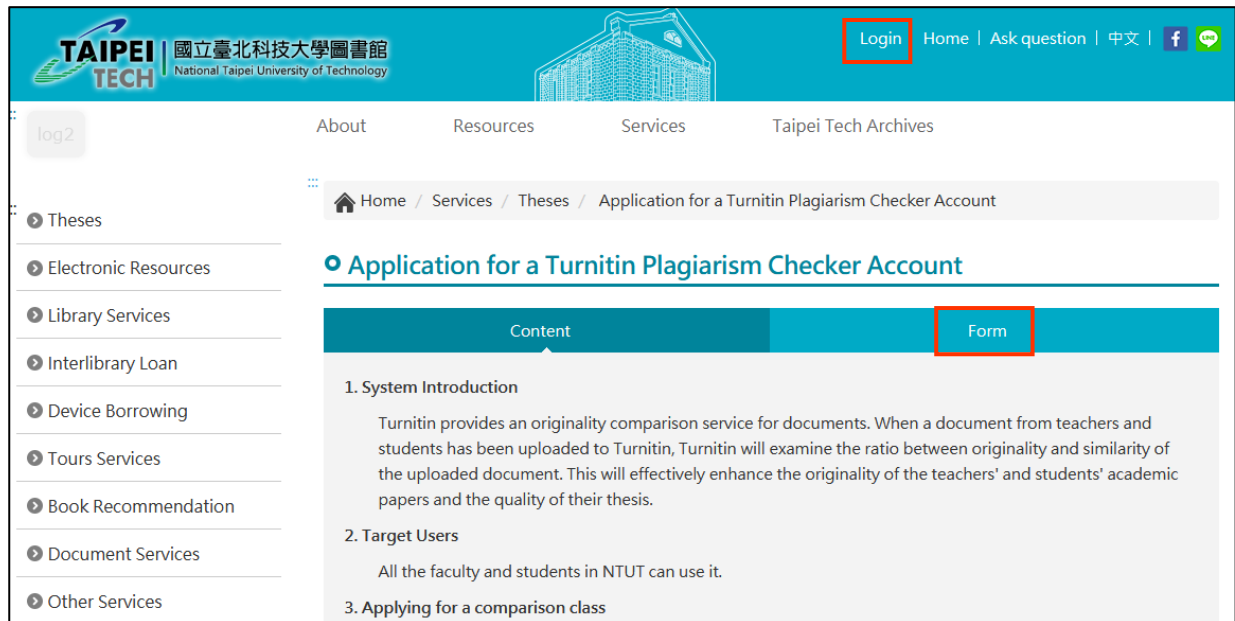 TAIPEI TECH
國立臺北科技大學圖書館
National Taipei University of Technology
Login Home | Ask question | 中文 |
log2
About Resources Services Taipei Tech Archives
Theses
Electronic Resources
Library Services
Interlibrary Loan
Device Borrowing
Tours Services
Book Recommendation
Document Services
Other Services
Home / Services / Theses / Application for a Turnitin Plagiarism Checker Account
Application for a Turnitin Plagiarism Checker Account
Content Form
1. System Introduction
Turnitin provides an originality comparison service for documents. When a document from teachers and
students has been uploaded to Turnitin, Turnitin will examine the ratio between originality and similarity of
the uploaded document. This will effectively enhance the originality of the teachers' and students' academic
papers and the quality of their thesis.
2. Target Users
All the faculty and students in NTUT can use it.
3. Applying for a comparison class